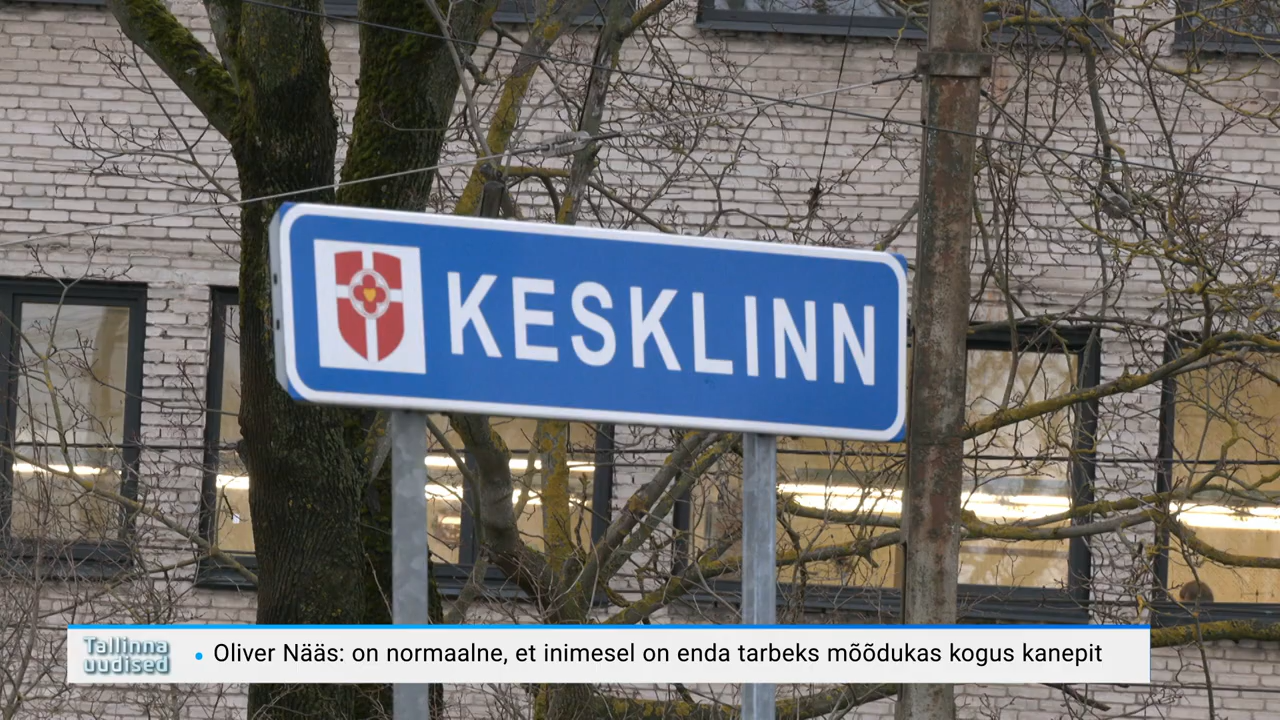 KESKLINN
Tallinna
uudised
• Oliver Nääs: on normaalne, et inimesel on enda tarbeks mõõdukas kogus kanepit